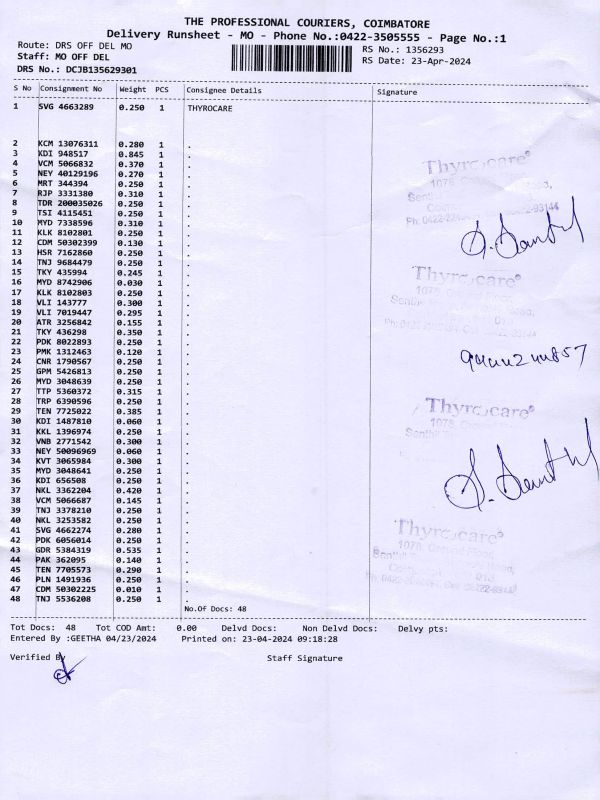 THE PROFESSIONAL COURIERS, COIMBATORE
Delivery Runsheet - MO - Phone No.:0422-3505555 - Page No.:1
Route: DRS OFF DEL MO
Staff: MO OFF DEL
DRS No.: DCJB135629301
RS No.: 1356293
RS Date: 23-Apr-2024
S No Consignment No Weight PCS Consignee Details Signature
1 SVG 4663289 0.250 1 THYROCARE
2 KCM 13076311 0.280 1 .
3 KDI 948517 0.845 1 .
4 VCM 5066832 0.370 1 .
5 NEY 40129196 0.270 1 .
6 MRT 344394 0.250 1 .
7 RJP 3331380 0.310 1 .
8 TDR 200035026 0.250 1 .
9 TSI 4115451 0.250 1 .
10 MYD 7338596 0.310 1 .
11 KLK 8102801 0.250 1 .
12 CDM 50302399 0.130 1 .
13 HSR 7162860 0.250 1 .
14 TNJ 9684479 0.250 1 .
15 TKY 435994 0.245 1 .
16 MYD 8742906 0.030 1 .
17 KLK 8102803 0.250 1 .
18 VLI 143777 0.300 1 .
19 VLI 7019447 0.295 1 .
20 ATR 3256842 0.155 1 .
21 TKY 436298 0.350 1 .
22 PDK 8022893 0.250 1 .
23 PMK 1312463 0.120 1 .
24 CNR 1790567 0.250 1 .
25 GPM 5426813 0.250 1 .
26 MYD 3048639 0.250 1 .
27 TTP 5360372 0.315 1 .
28 TRP 6390596 0.250 1 .
29 TEN 7725022 0.385 1 .
30 KDI 1487810 0.060 1 .
31 KKL 1396974 0.250 1 .
32 VNB 2771542 0.300 1 .
33 NEY 50096969 0.060 1 .
34 KVT 3065984 0.300 1 .
35 MYD 3048641 0.250 1 .
36 KDI 656508 0.250 1 .
37 NKL 3362204 0.420 1 .
38 VCM 5066687 0.145 1 .
39 TNJ 3378210 0.250 1 .
40 NKL 3253582 0.250 1 .
41 SVG 4662274 0.280 1 .
42 PDK 6056014 0.250 1 .
43 GDR 5384319 0.535 1 .
44 PAK 362095 0.140 1 .
45 TEN 7705573 0.290 1 .
46 PLN 1491936 0.250 1 .
47 CDM 50302225 0.010 1 .
48 TNJ 5536208 0.250 1 .
Thyrocare®
Thyrocare®
Thyrocare®
Thyrocare®
No.Of Docs: 48
Tot Docs: 48 Tot COD Amt: 0.00 Delvd Docs: Non Delvd Docs: Delvy pts:
Entered By :GEETHA 04/23/2024 Printed on: 23-04-2024 09:18:28
Verified By Staff Signature